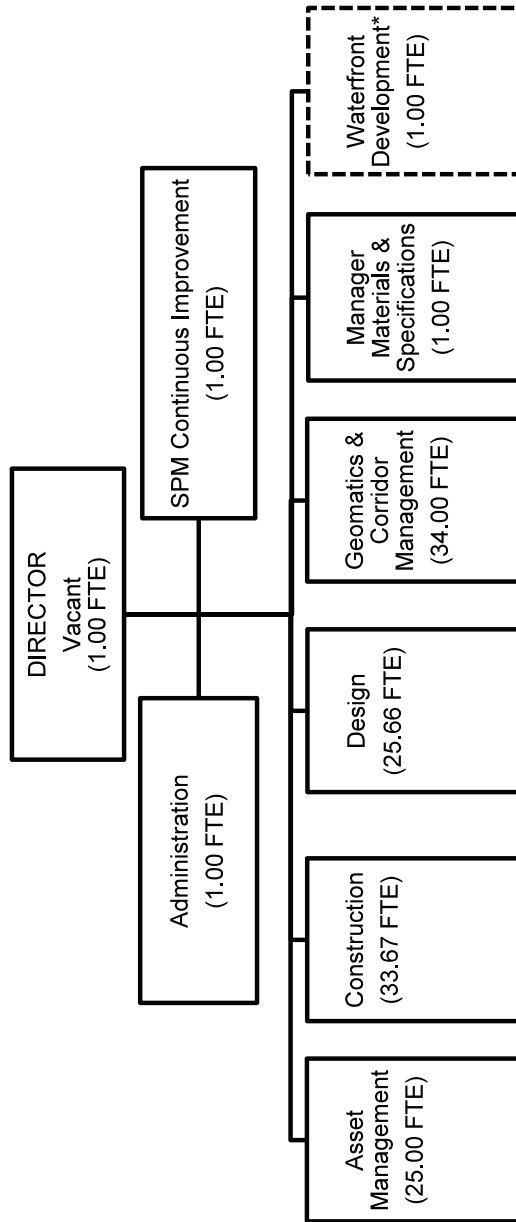 DIRECTOR
Vacant
(1.00 FTE)
Administration
(1.00 FTE)
SPM Continuous Improvement
(1.00 FTE)
Asset
Management
(25.00 FTE)
Construction
(33.67 FTE)
Design
(25.66 FTE)
Geomatics &
Corridor
Management
(34.00 FTE)
Manager
Materials &
Specifications
(1.00 FTE)
Waterfront
Development*
(1.00 FTE)